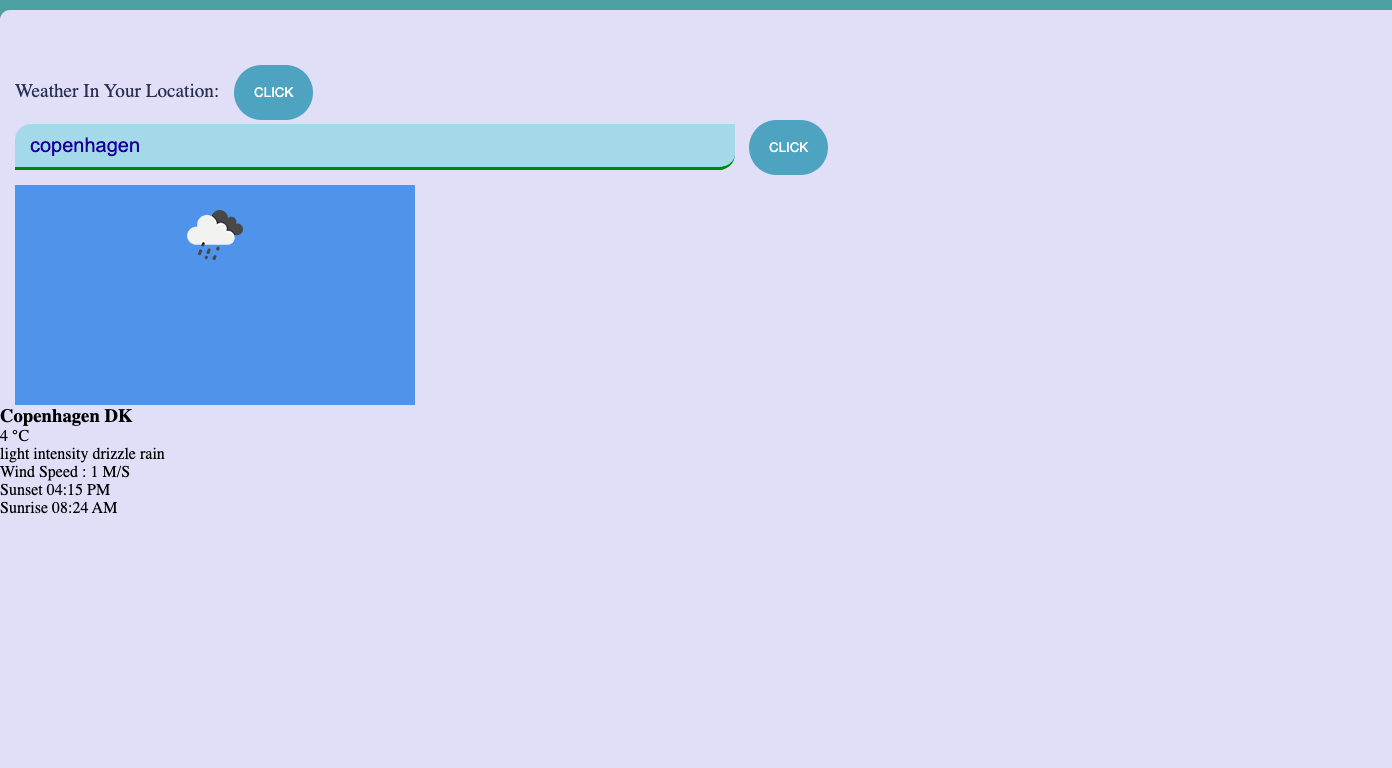 Weather In Your Location: CLICK
copenhagen CLICK
Copenhagen DK
4 °C
light intensity drizzle rain
Wind Speed : 1 M/S
Sunset 04:15 PM
Sunrise 08:24 AM